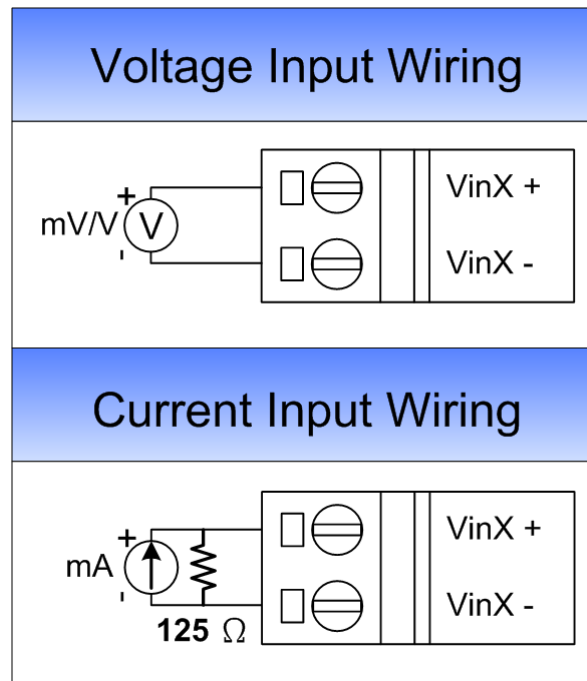 Voltage Input Wiring
+
mV/V
V
-
VinX +
VinX -
Current Input Wiring
+
mA
-
125 Ω
VinX +
VinX -